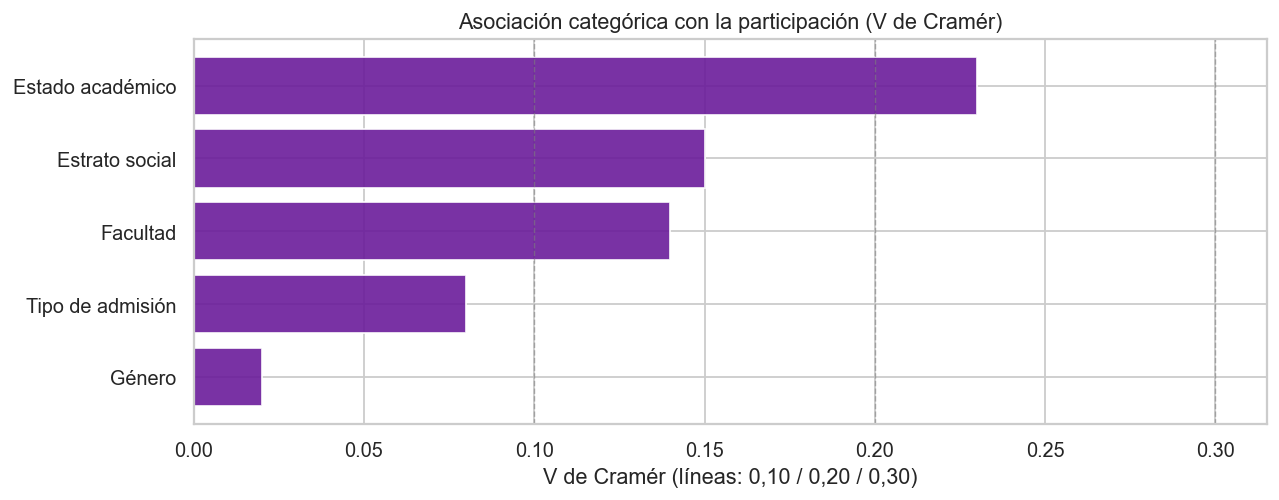 Asociación categórica con la participación (V de Cramér)
Estado académico
Estrato social
Facultad
Tipo de admisión
Género
0.00 0.05 0.10 0.15 0.20 0.25 0.30
V de Cramér (líneas: 0,10 / 0,20 / 0,30)